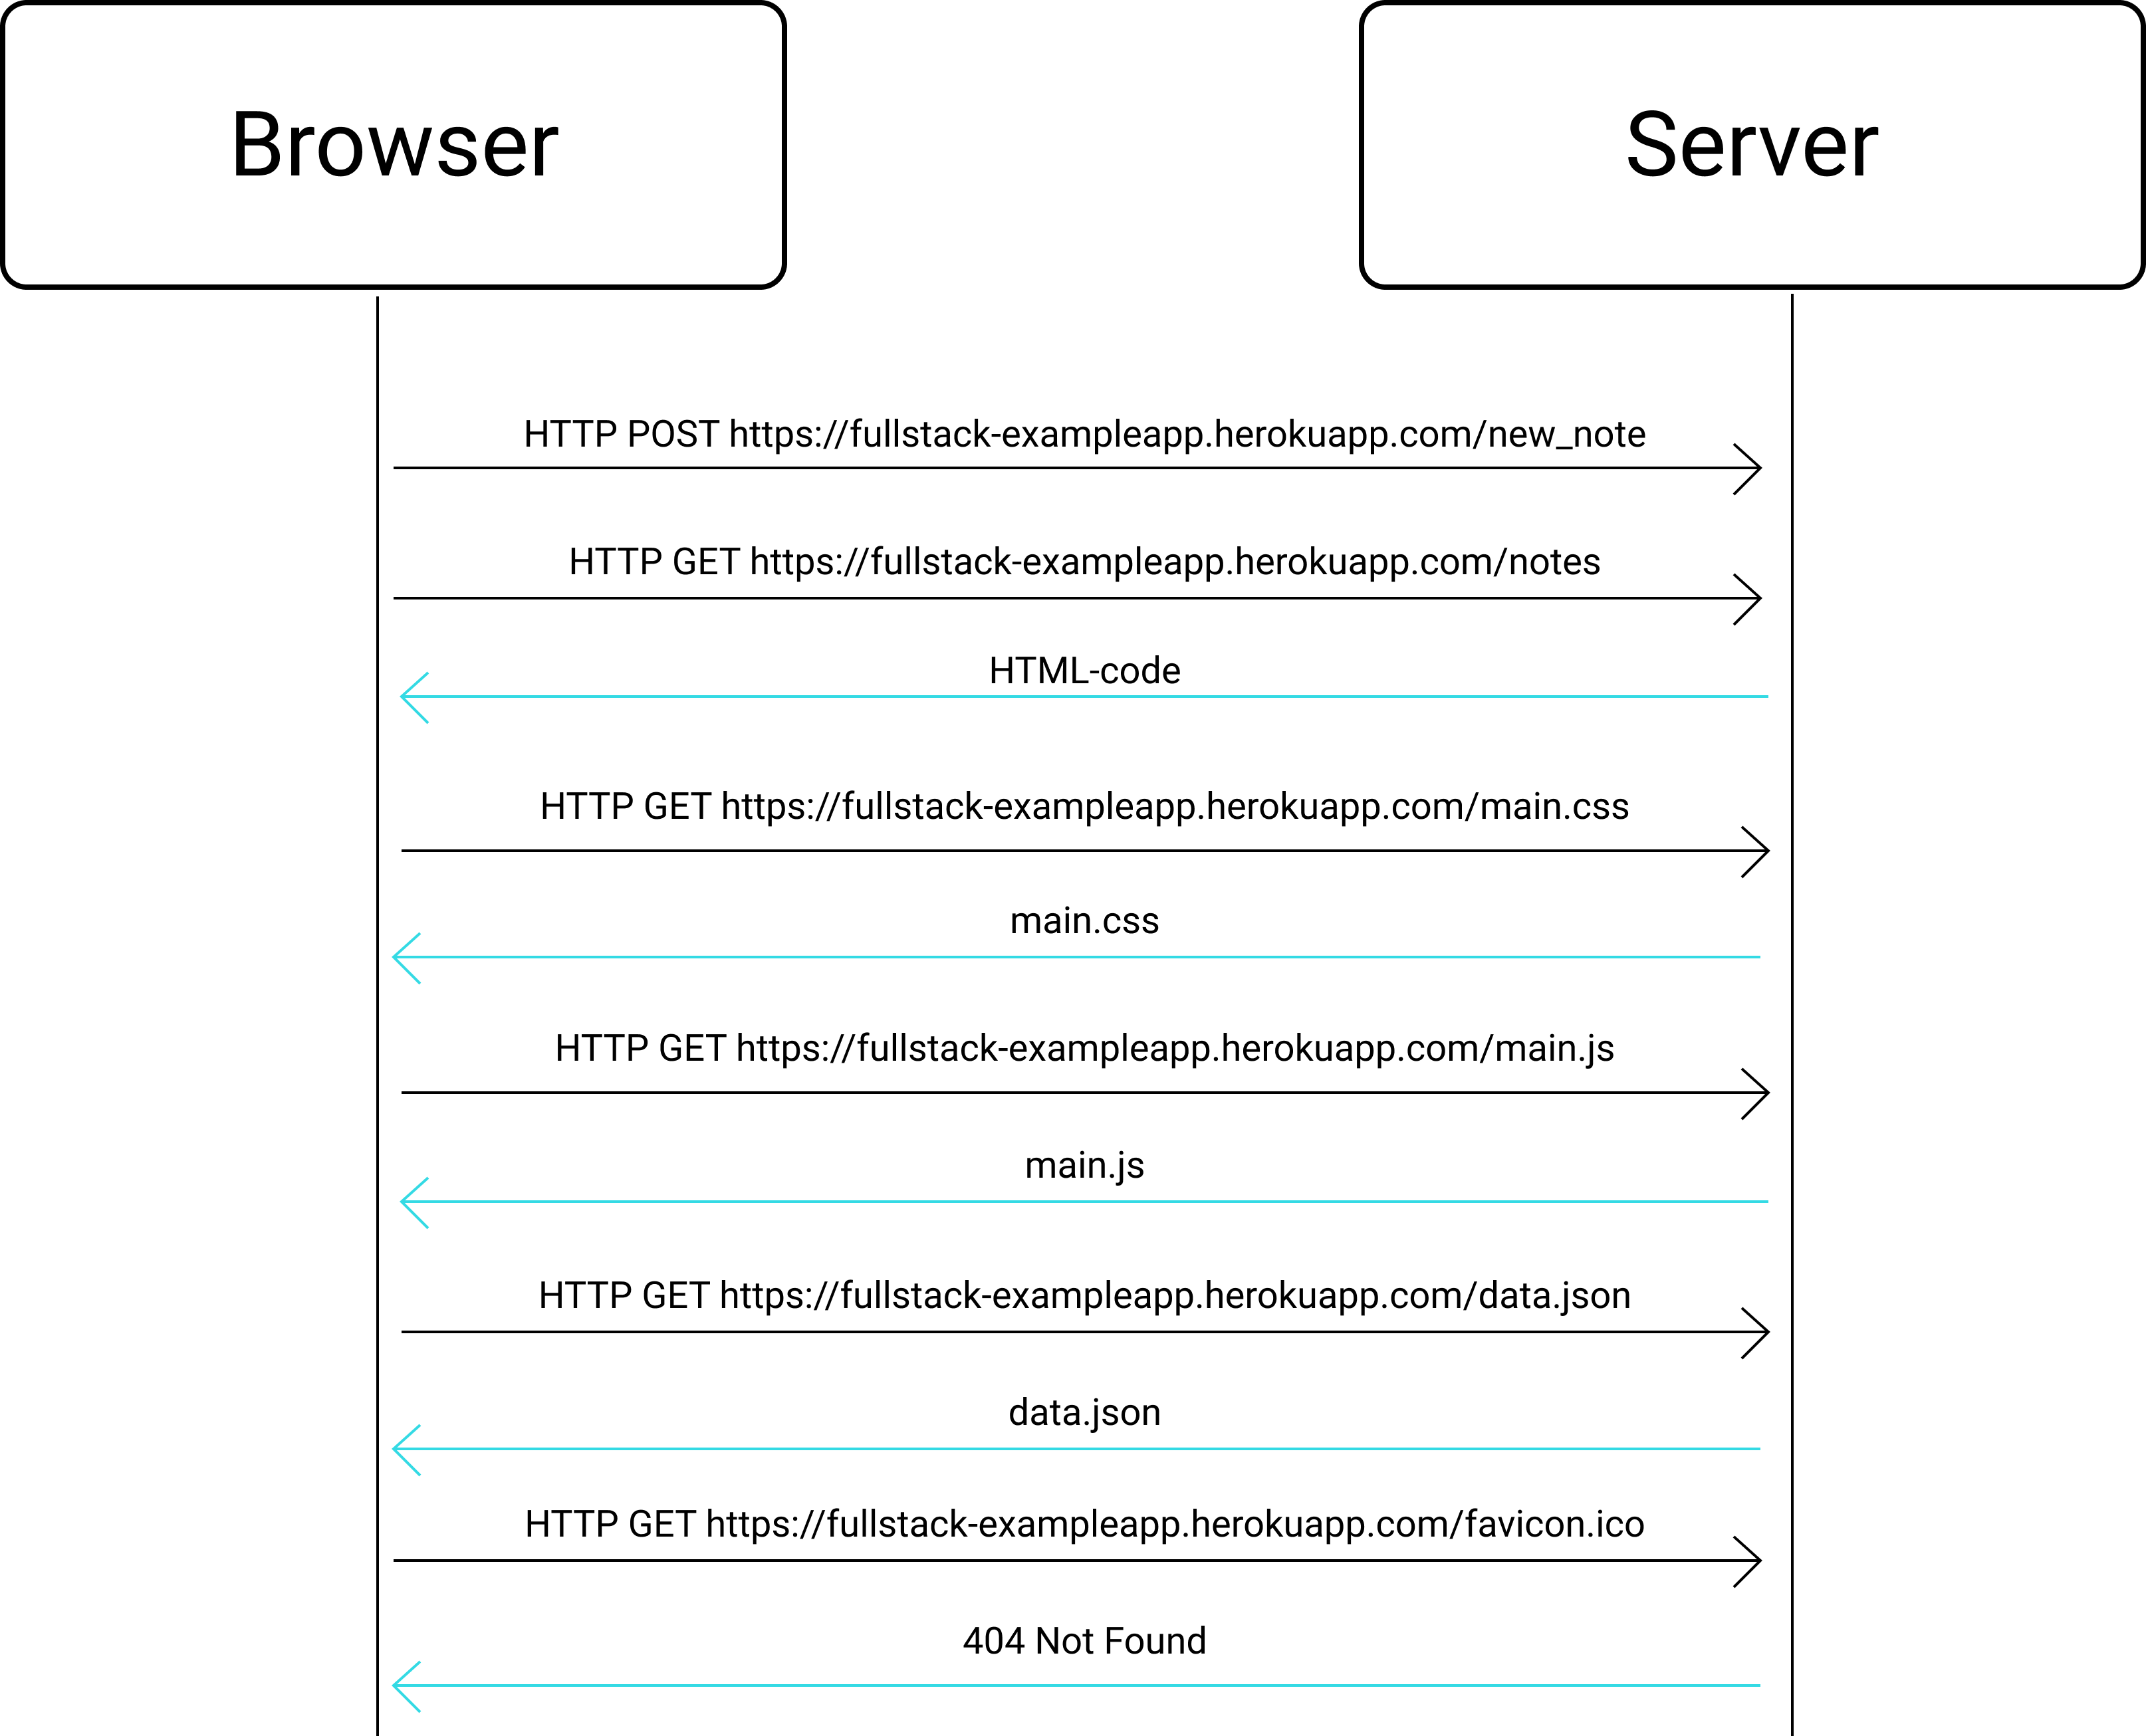 Browser
Server
HTTP POST https://fullstack-exampleapp.herokuapp.com/new_note
HTTP GET https://fullstack-exampleapp.herokuapp.com/notes
HTML-code
HTTP GET https://fullstack-exampleapp.herokuapp.com/main.css
main.css
HTTP GET https://fullstack-exampleapp.herokuapp.com/main.js
main.js
HTTP GET https://fullstack-exampleapp.herokuapp.com/data.json
data.json
HTTP GET https://fullstack-exampleapp.herokuapp.com/favicon.ico
404 Not Found